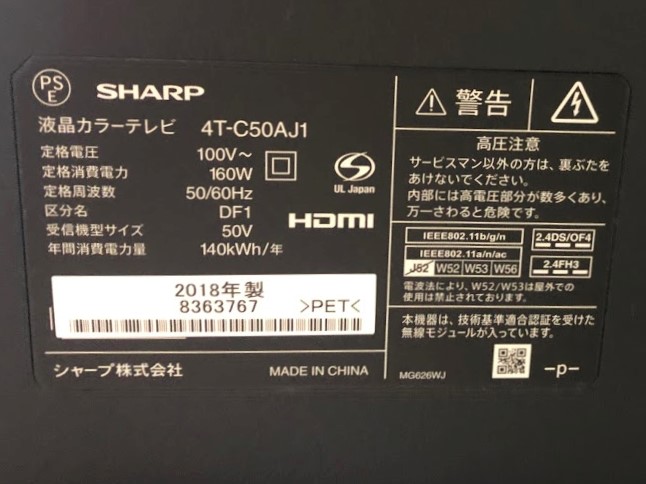 PS
E
SHARP
液晶カラーテレビ 4T-C50AJ1
定格電圧 100V～
定格消費電力 160W
定格周波数 50/60Hz
区分名 DF1
受信機型サイズ 50V
年間消費電力量 140kWh/年
UL Japan
HDMI
2018年製
8363767 >PET<
シャープ株式会社 MADE IN CHINA
警告
高圧注意
サービスマン以外の方は、裏ぶたを
あけないでください。
内部には高電圧部分が数多くあり、
万一さわると危険です。
IEEE802.11b/g/n
IEEE802.11a/n/ac
J52 W52 W53 W56
2.4DS/OF4
2.4FH3
電波法により、W52/W53は屋外での
使用は禁止されております。
本機器は、技術基準適合認証を受けた
無線モジュールが入っています。
MG626WJ
-p-